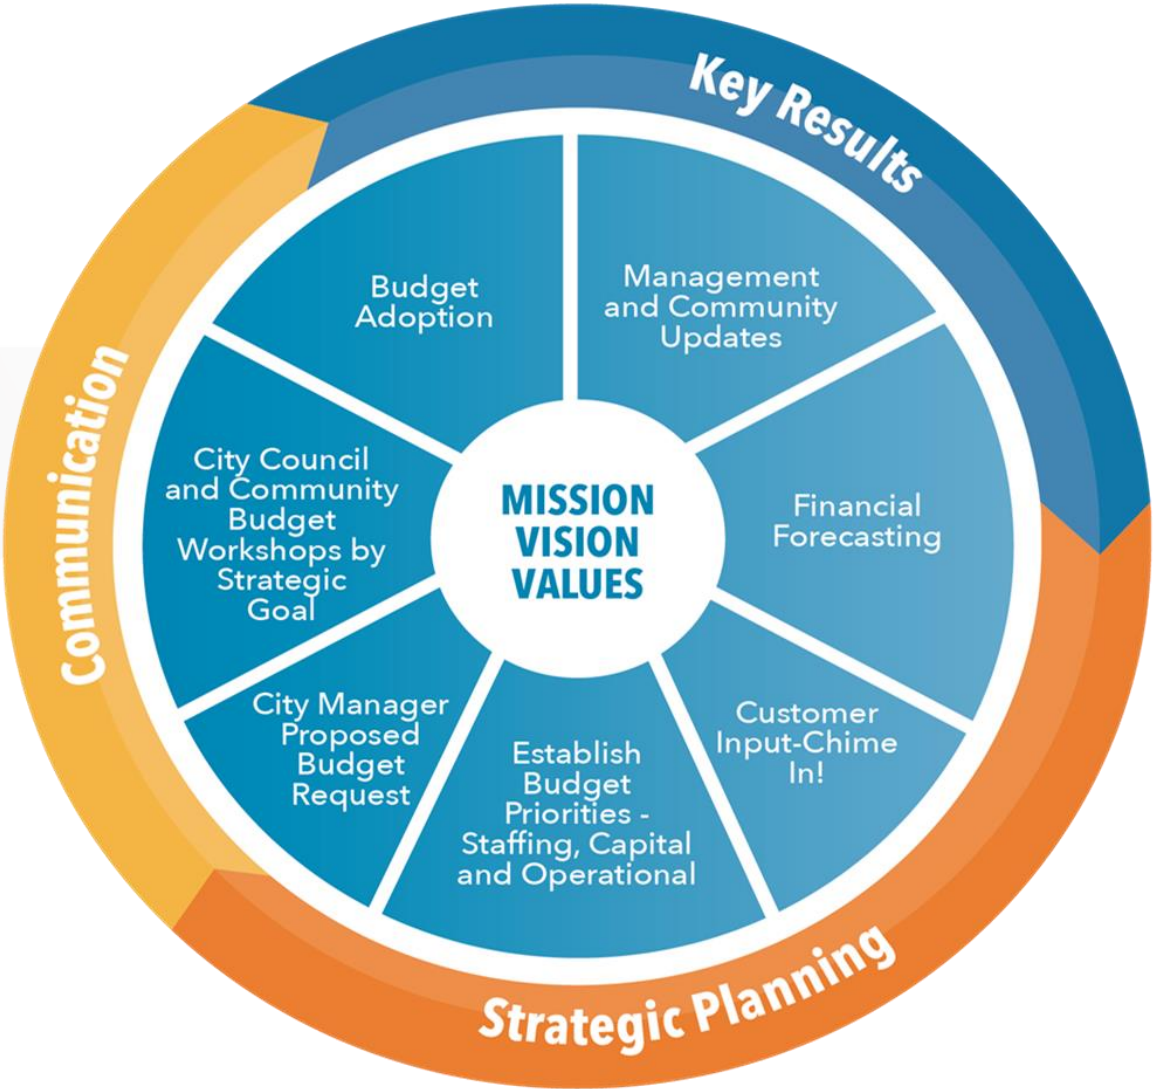 Key Results
Management
and Community
Updates
Financial
Forecasting
Customer
Input-Chime
In!
Establish
Budget
Priorities -
Staffing, Capital
and Operational
City Manager
Proposed
Budget
Request
City Council
and Community
Budget
Workshops by
Strategic
Goal
Budget
Adoption
MISSION
VISION
VALUES
Strategic Planning
Communication